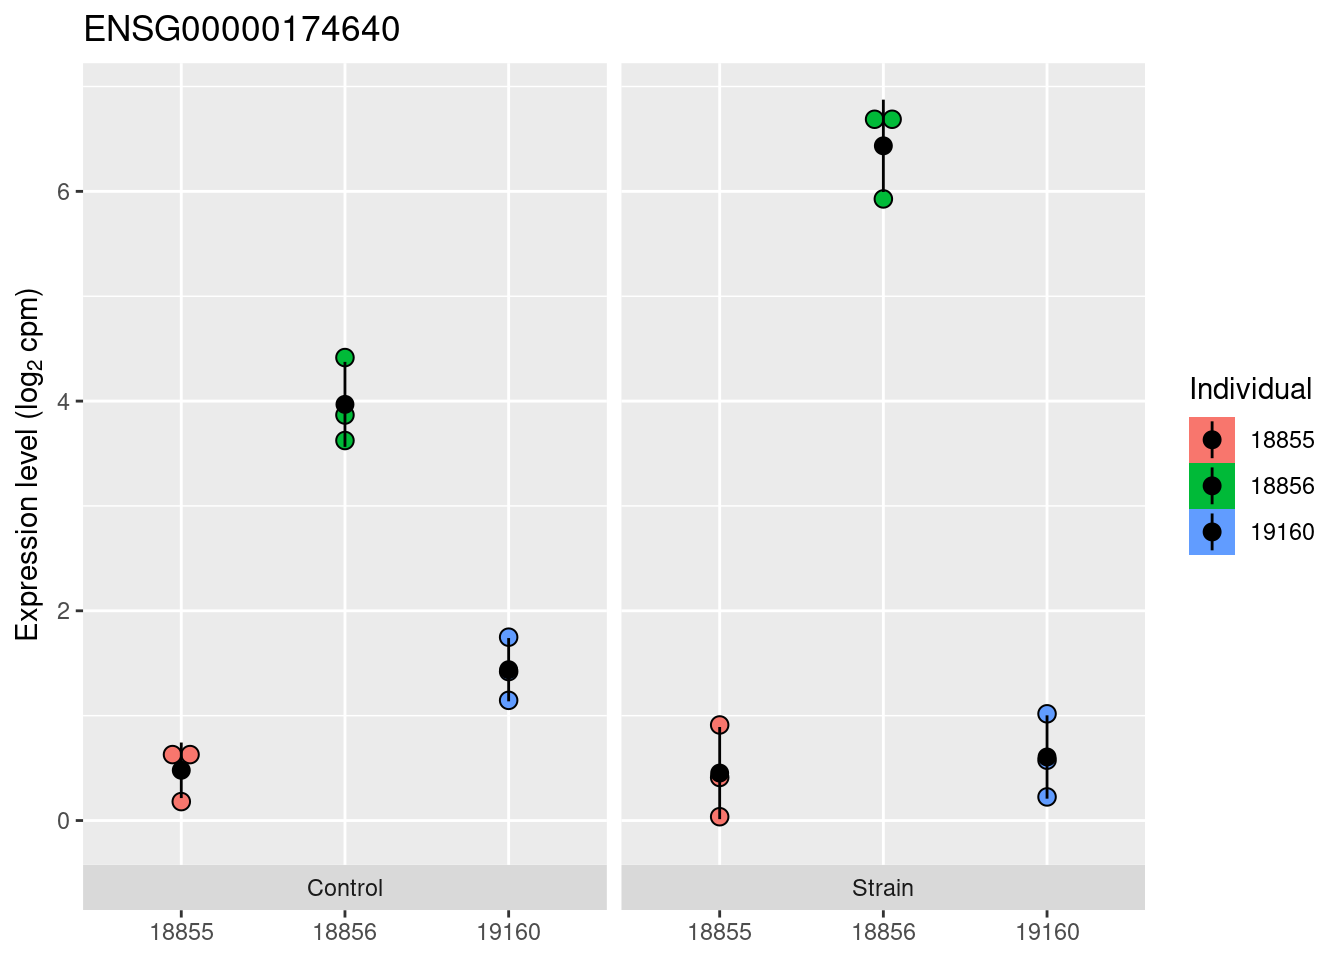 ENSG00000174640
Expression level (log₂ cpm)
6
4
2
0
Control
Strain
18855
18856
19160
18855
18856
19160
Individual
18855
18856
19160